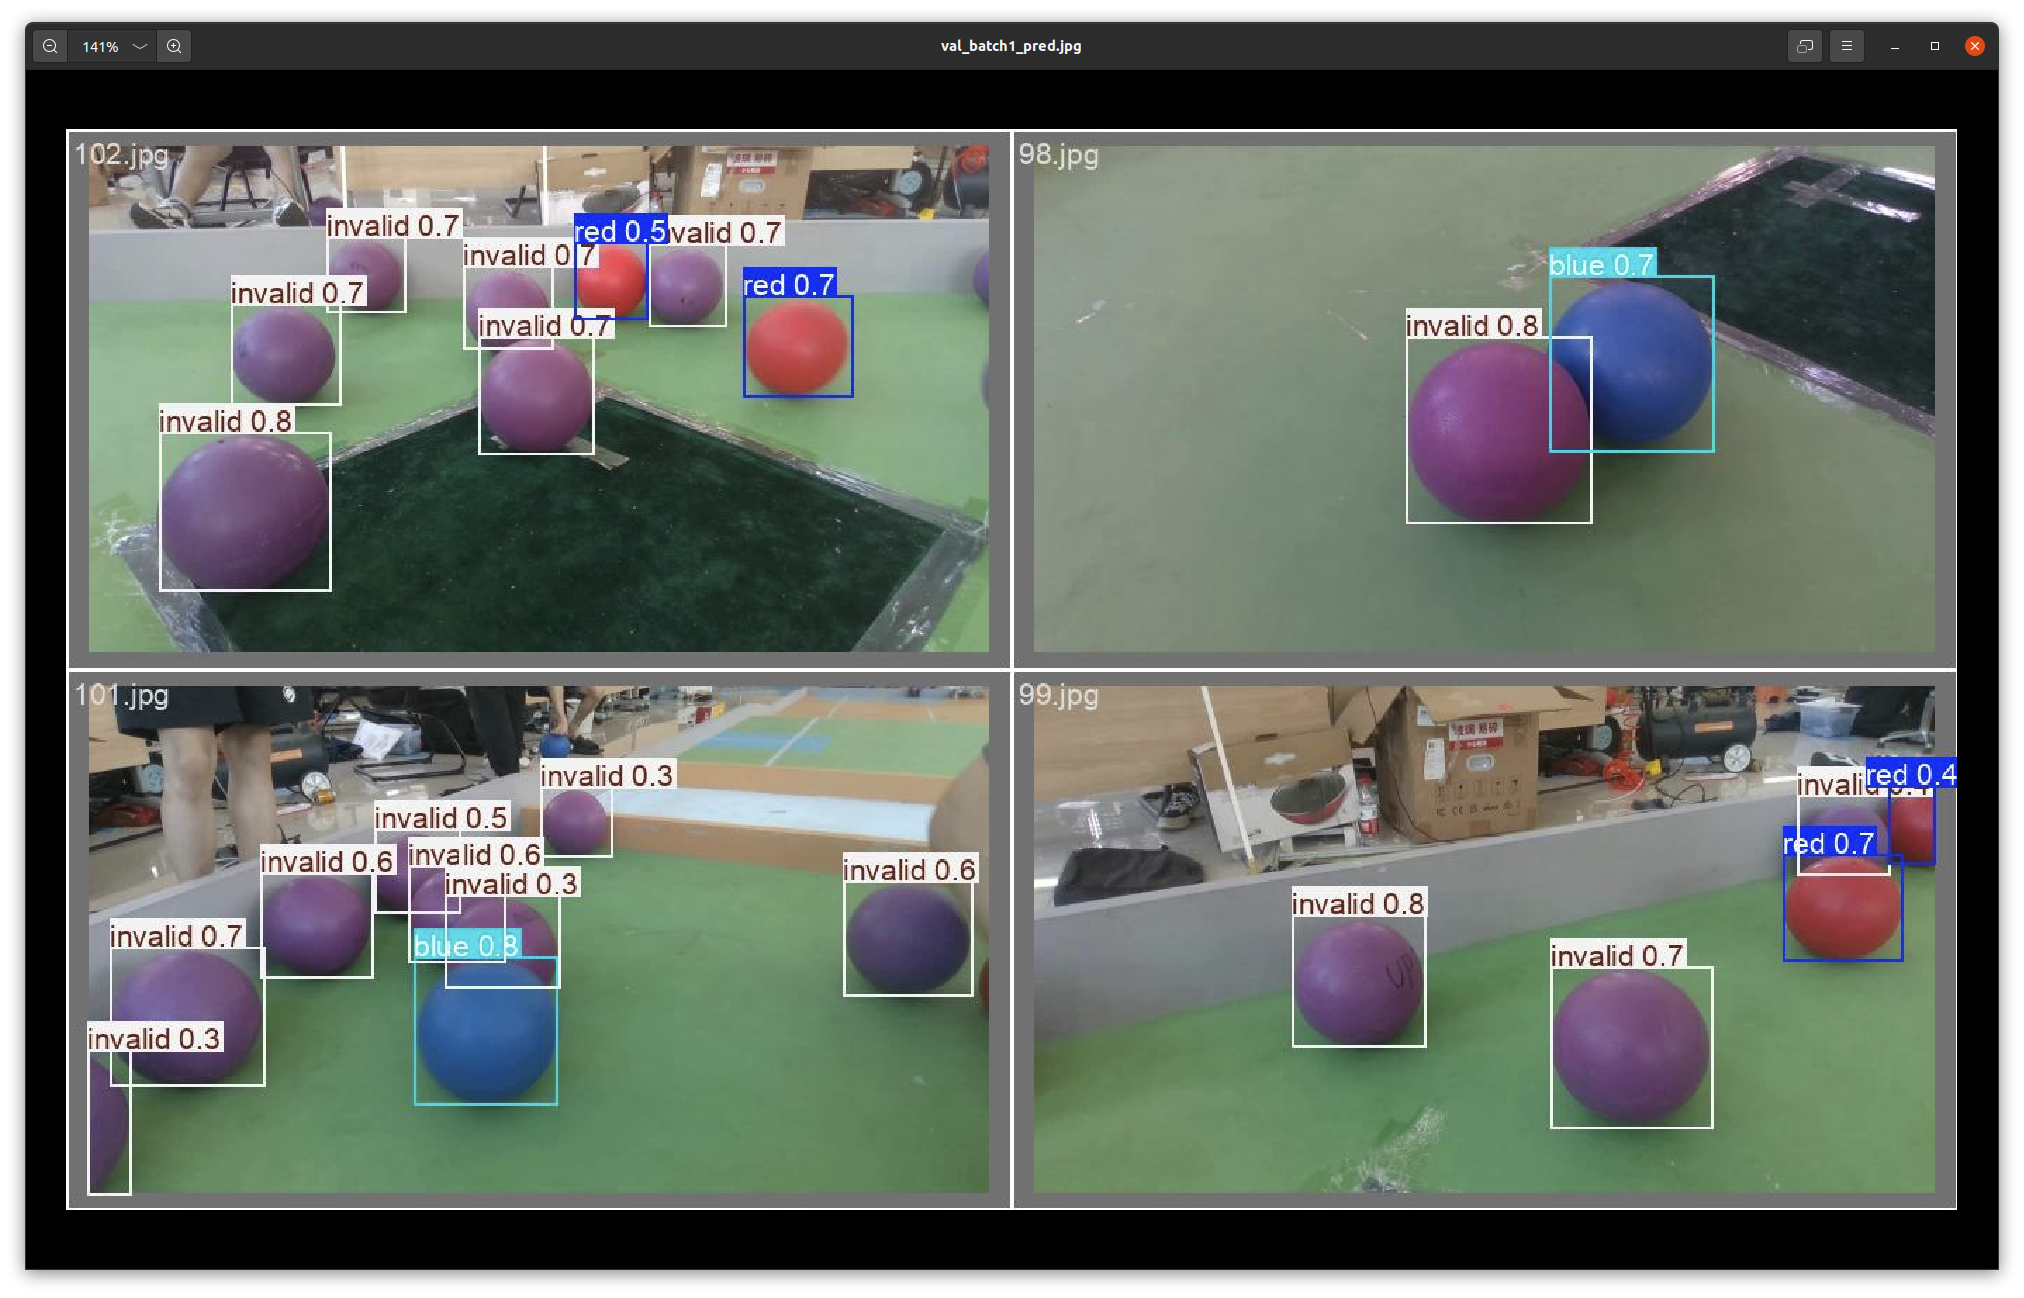 141%
val_batch1_pred.jpg
102.jpg
invalid 0.7
red 0.5
invalid 0.7
invalid 0.7
red 0.7
invalid 0.7
invalid 0.7
invalid 0.8
98.jpg
blue 0.7
invalid 0.8
101.jpg
invalid 0.3
invalid 0.5
invalid 0.6
invalid 0.6
invalid 0.3
invalid 0.6
invalid 0.7
blue 0.8
invalid 0.3
99.jpg
red 0.4
red 0.7
invalid 0.8
UP
invalid 0.7